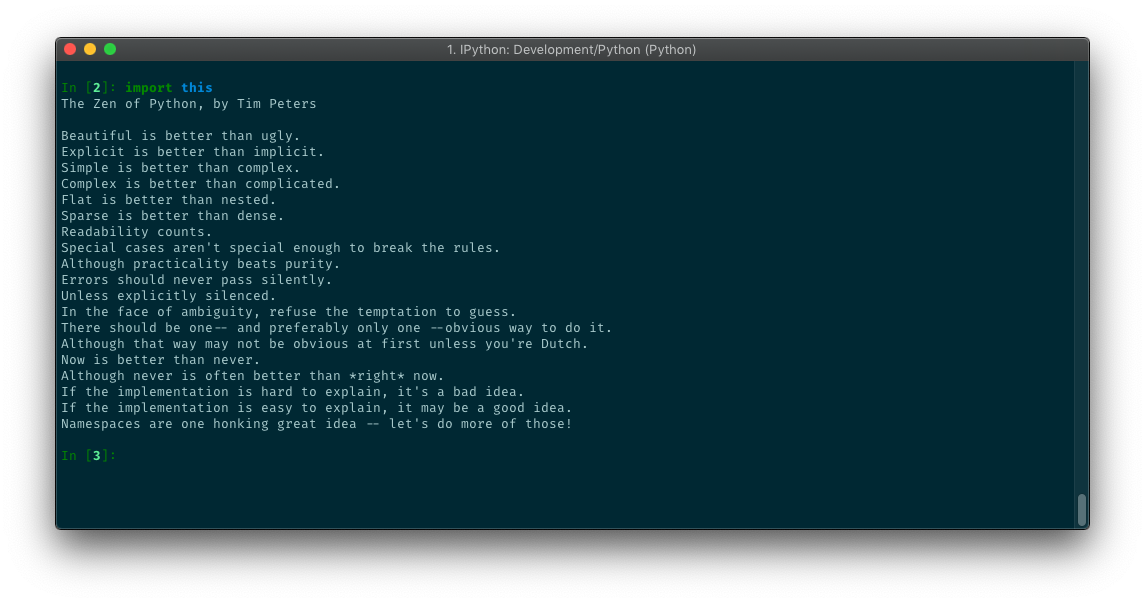 1. IPython: Development/Python (Python)
In [2]: import this
The Zen of Python, by Tim Peters

Beautiful is better than ugly.
Explicit is better than implicit.
Simple is better than complex.
Complex is better than complicated.
Flat is better than nested.
Sparse is better than dense.
Readability counts.
Special cases aren't special enough to break the rules.
Although practicality beats purity.
Errors should never pass silently.
Unless explicitly silenced.
In the face of ambiguity, refuse the temptation to guess.
There should be one-- and preferably only one --obvious way to do it.
Although that way may not be obvious at first unless you're Dutch.
Now is better than never.
Although never is often better than *right* now.
If the implementation is hard to explain, it's a bad idea.
If the implementation is easy to explain, it may be a good idea.
Namespaces are one honking great idea -- let's do more of those!

In [3]: